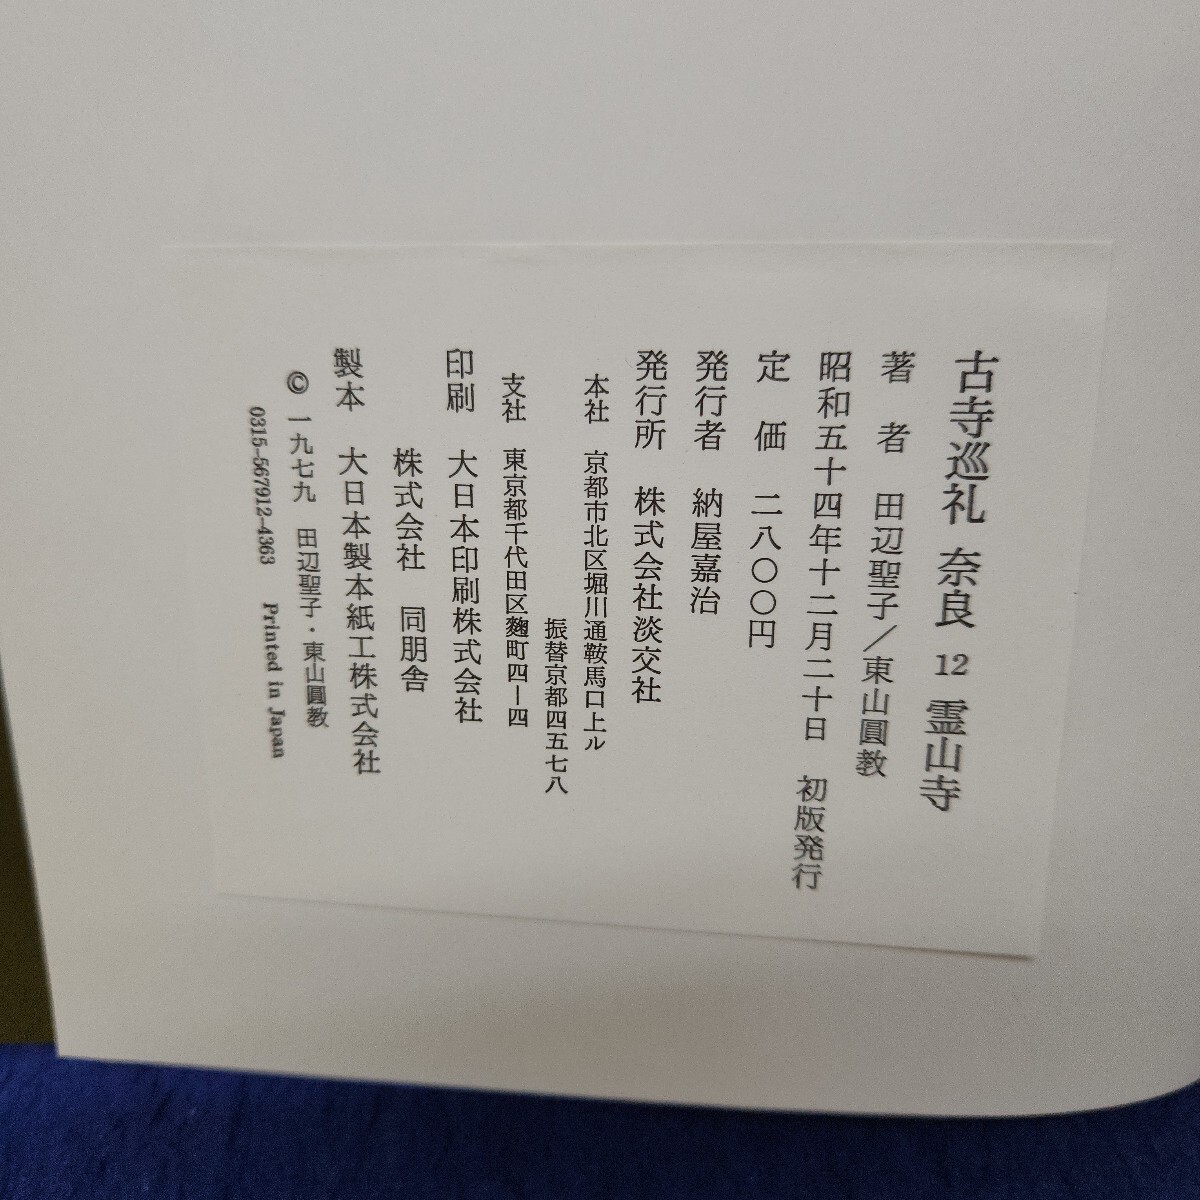 古寺巡礼 奈良 12 霊山寺
著者 田辺聖子／東山圓教
昭和五十四年十二月二十日 初版発行
定価 二八〇〇円
発行者 納屋嘉治
発行所 株式会社淡交社
本社 京都市北区堀川通鞍馬口上ル
振替京都四五七八
支社 東京都千代田区麴町四ー四
印刷 大日本印刷株式会社
株式会社 同朋舎
製本 大日本製本紙工株式会社
© 一九七九 田辺聖子・東山圓教
0315-567912-4363 Printed in Japan